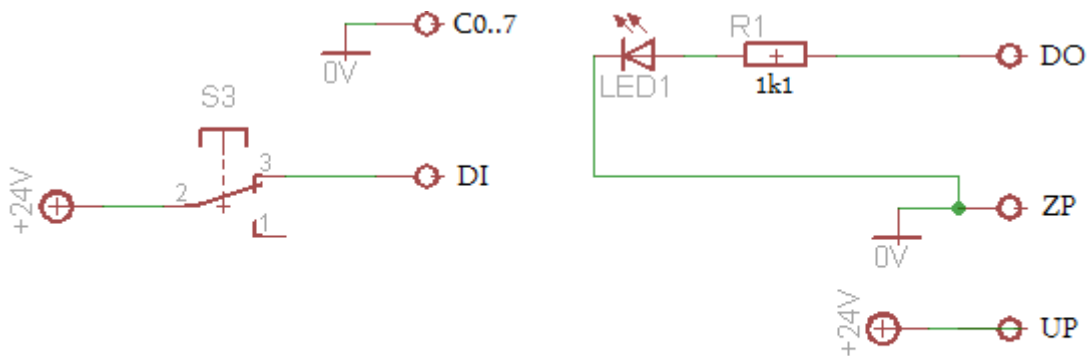 C0..7
0V
S3
3
DI
2
+24V
1
R1
DO
LED1
1k1
ZP
0V
+24V
UP